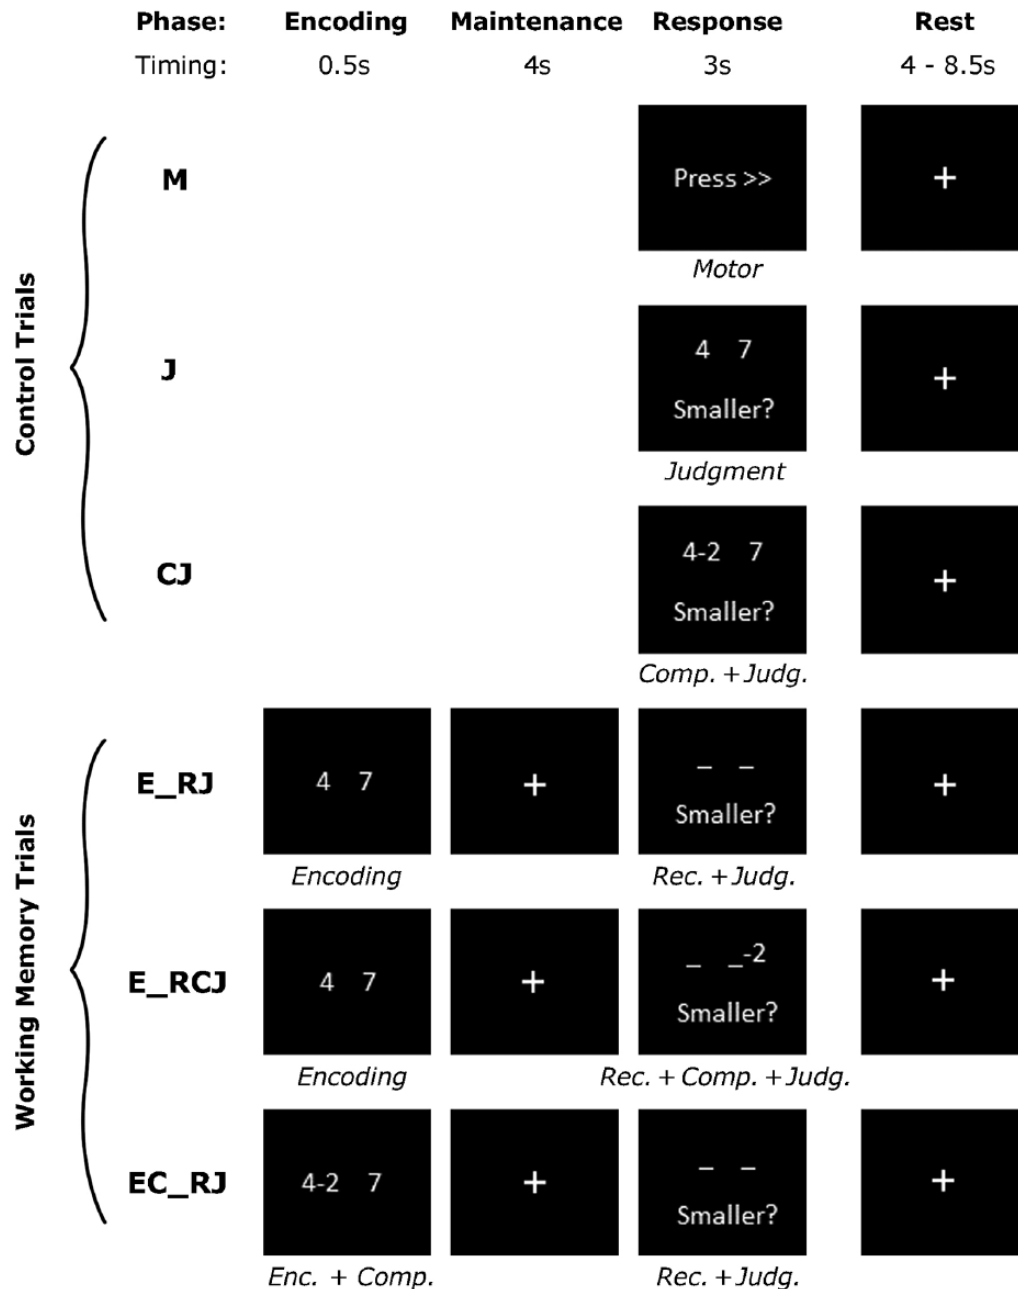 Phase: Encoding Maintenance Response Rest
Timing: 0.5s 4s 3s 4 - 8.5s
Control Trials
M
Press >>
+
Motor
J
4 7
Smaller?
+
Judgment
CJ
4-2 7
Smaller?
+
Comp. + Judg.
Working Memory Trials
E_RJ
4 7
+
_ _
Smaller?
+
Encoding
Rec. + Judg.
E_RCJ
4 7
+
_ _-2
Smaller?
+
Encoding
Rec. + Comp. + Judg.
EC_RJ
4-2 7
+
_ _
Smaller?
+
Enc. + Comp.
Rec. + Judg.